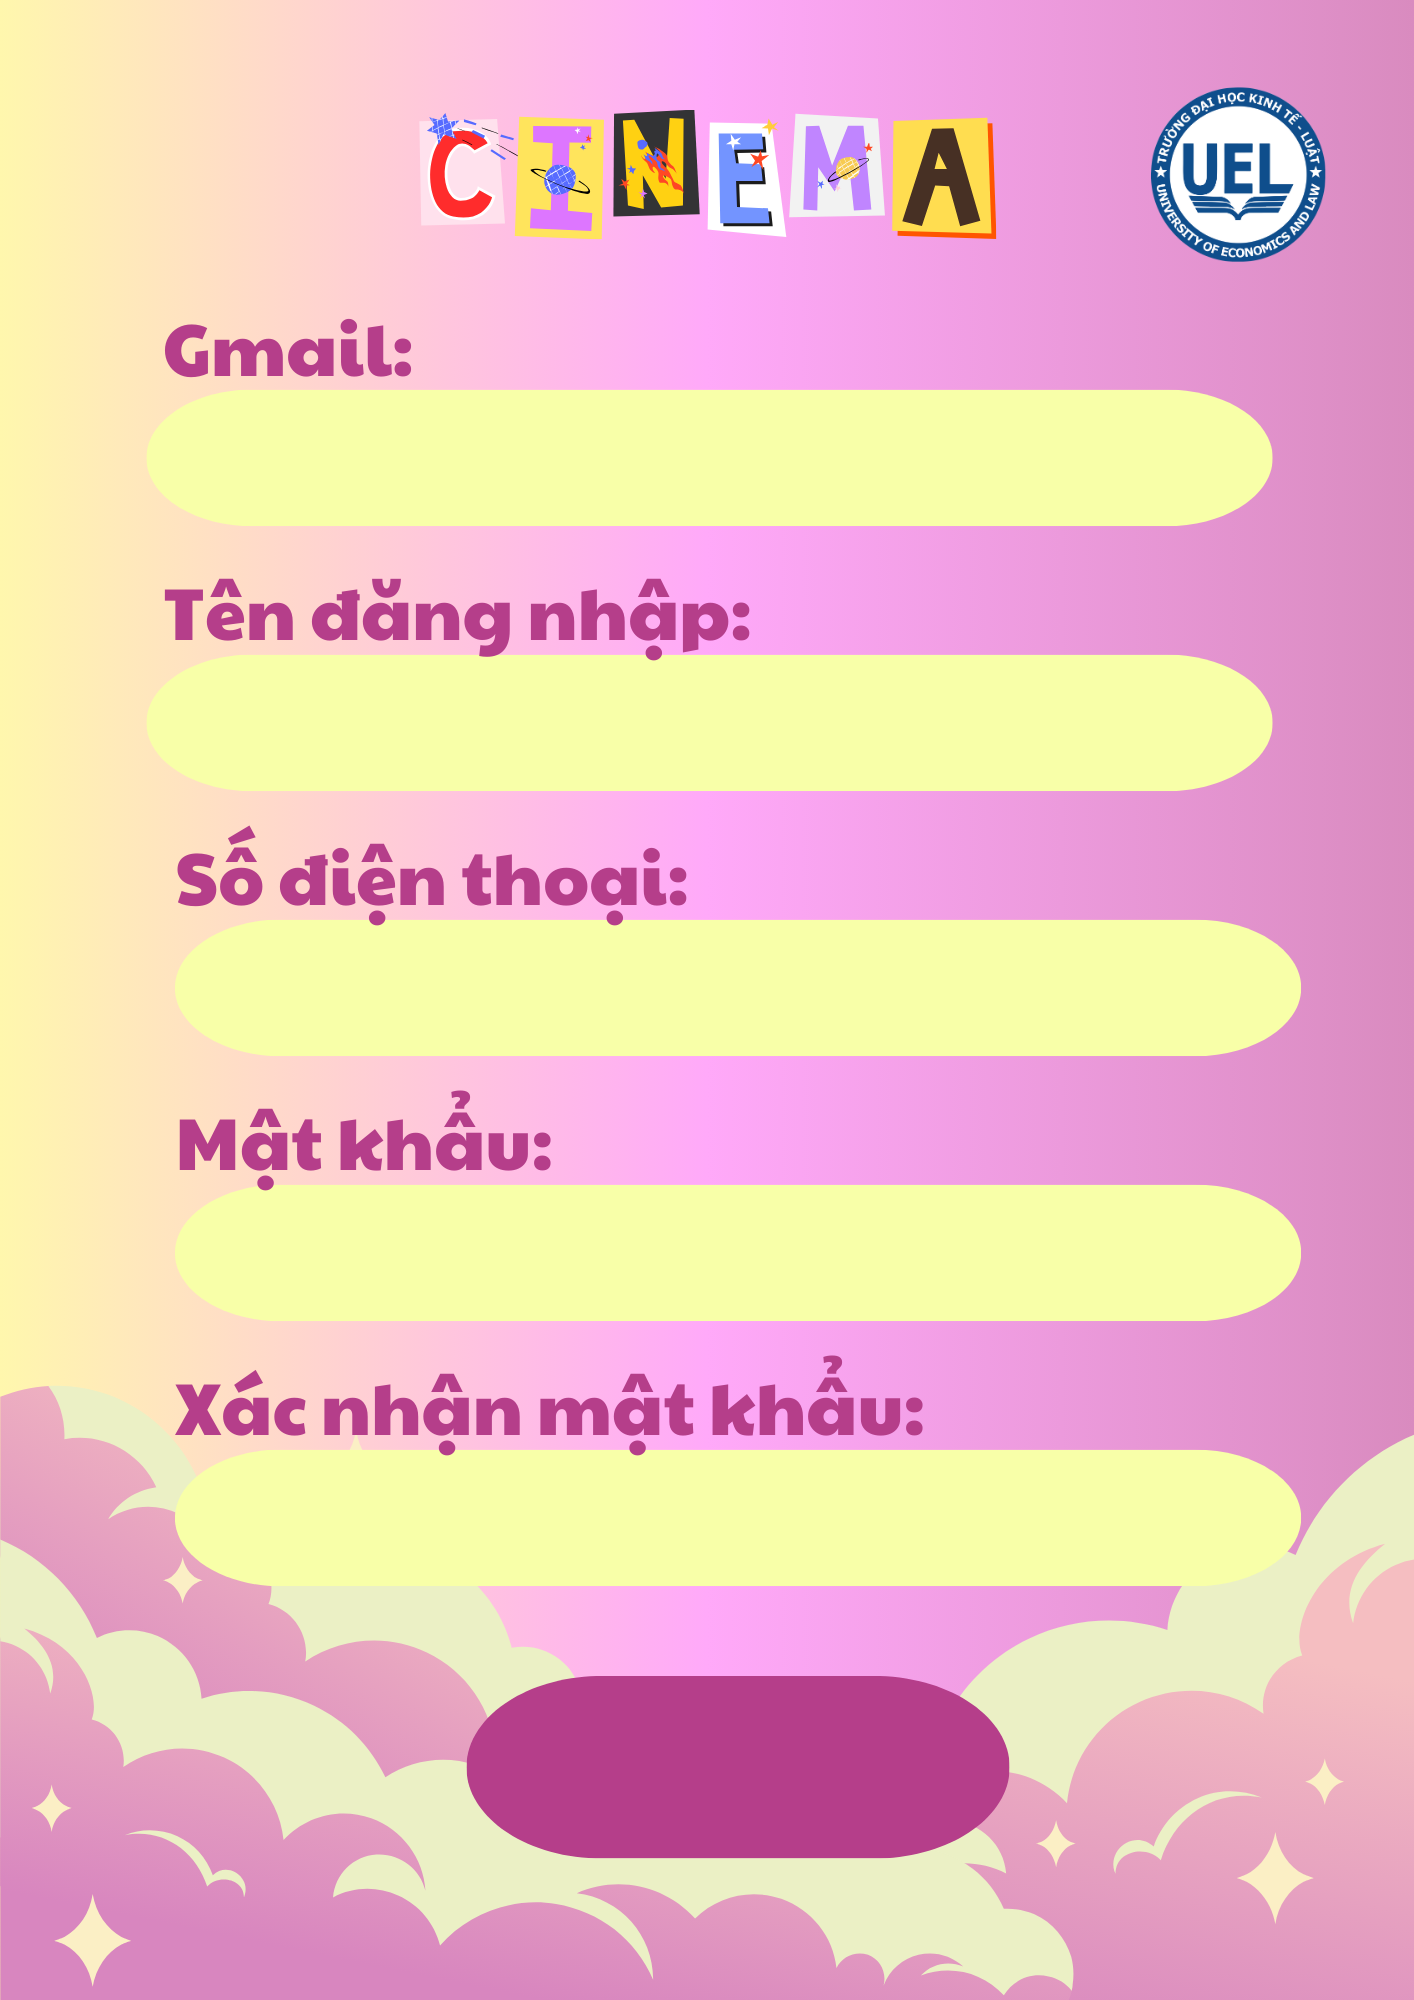 CINEMA
TRƯỜNG ĐẠI HỌC KINH TẾ - LUẬT
UEL
UNIVERSITY OF ECONOMICS AND LAW
Gmail:
Tên đăng nhập:
Số điện thoại:
Mật khẩu:
Xác nhận mật khẩu: